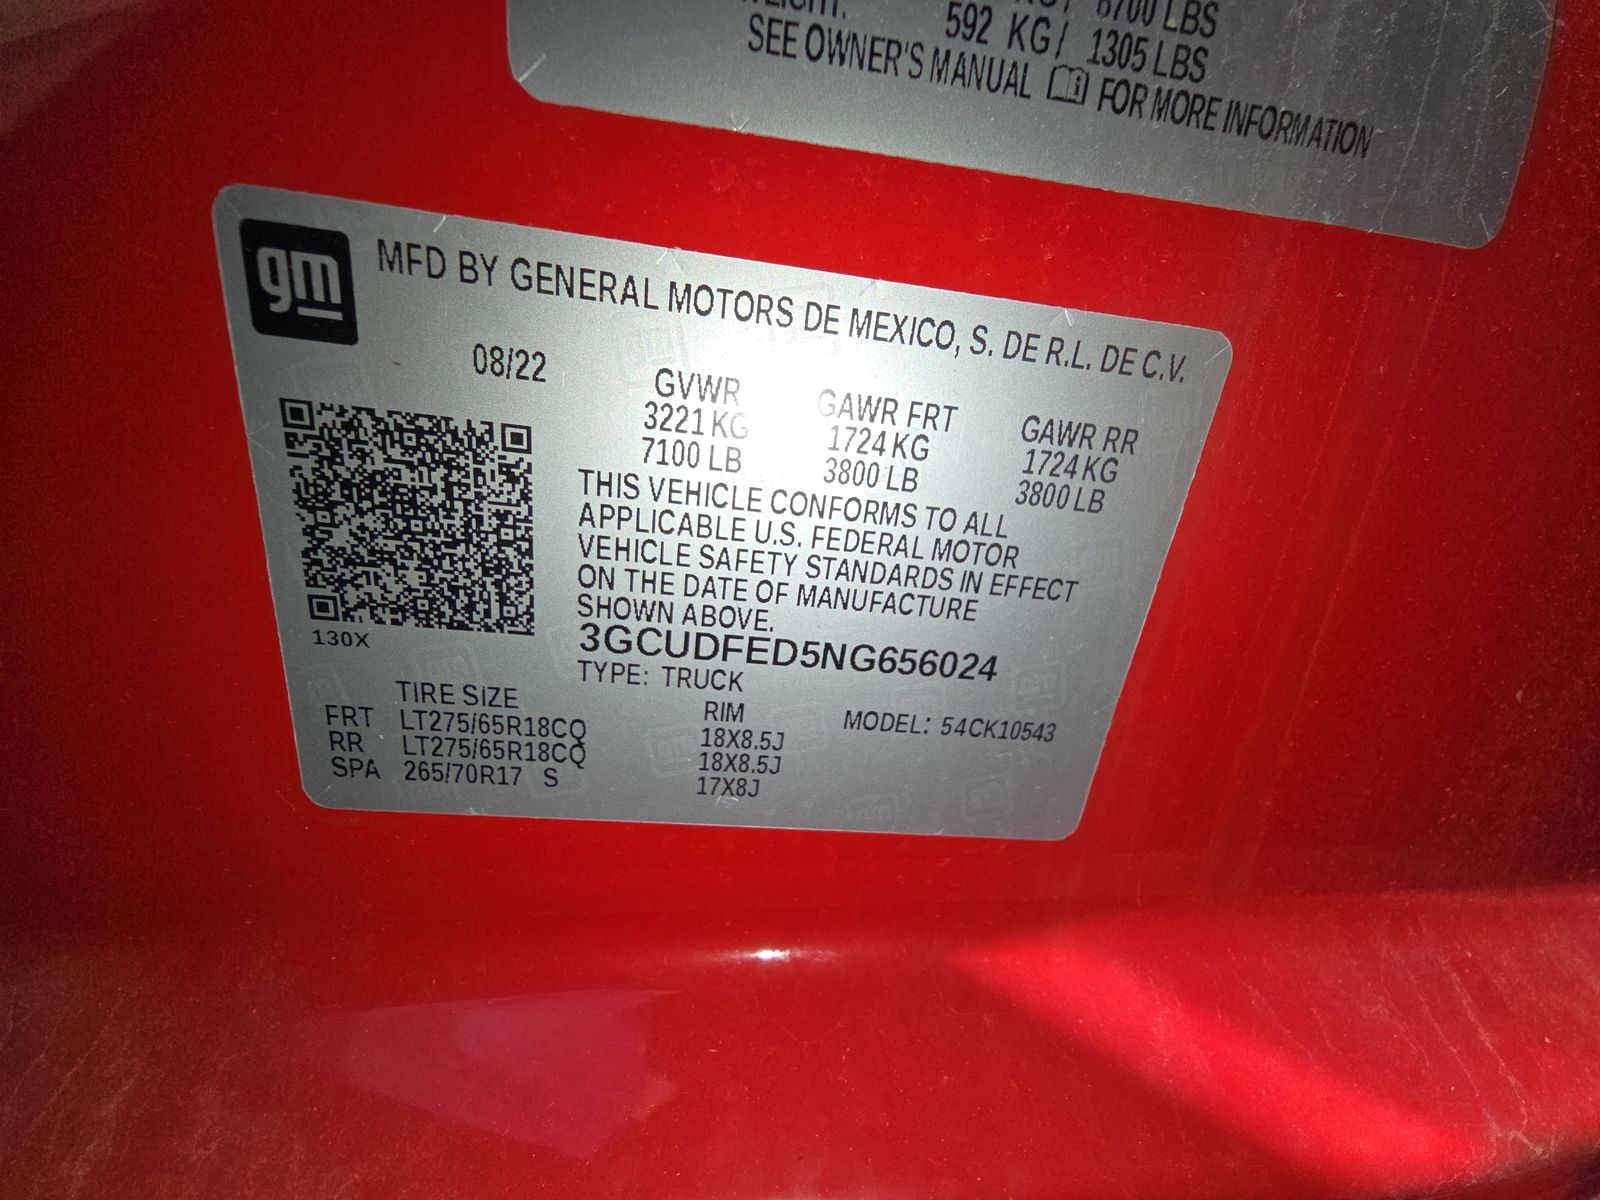 8700 LBS
592 KG / 1305 LBS
SEE OWNER'S MANUAL FOR MORE INFORMATION
gm
MFD BY GENERAL MOTORS DE MEXICO, S. DE R.L. DE C.V.
08/22
GVWR GAWR FRT GAWR RR
3221 KG 1724 KG 1724 KG
7100 LB 3800 LB 3800 LB
THIS VEHICLE CONFORMS TO ALL
APPLICABLE U.S. FEDERAL MOTOR
VEHICLE SAFETY STANDARDS IN EFFECT
ON THE DATE OF MANUFACTURE
SHOWN ABOVE.
130X
3GCUDFED5NG656024
TYPE: TRUCK
TIRE SIZE RIM MODEL: 54CK10543
FRT LT275/65R18CQ 18X8.5J
RR LT275/65R18CQ 18X8.5J
SPA 265/70R17 S 17X8J